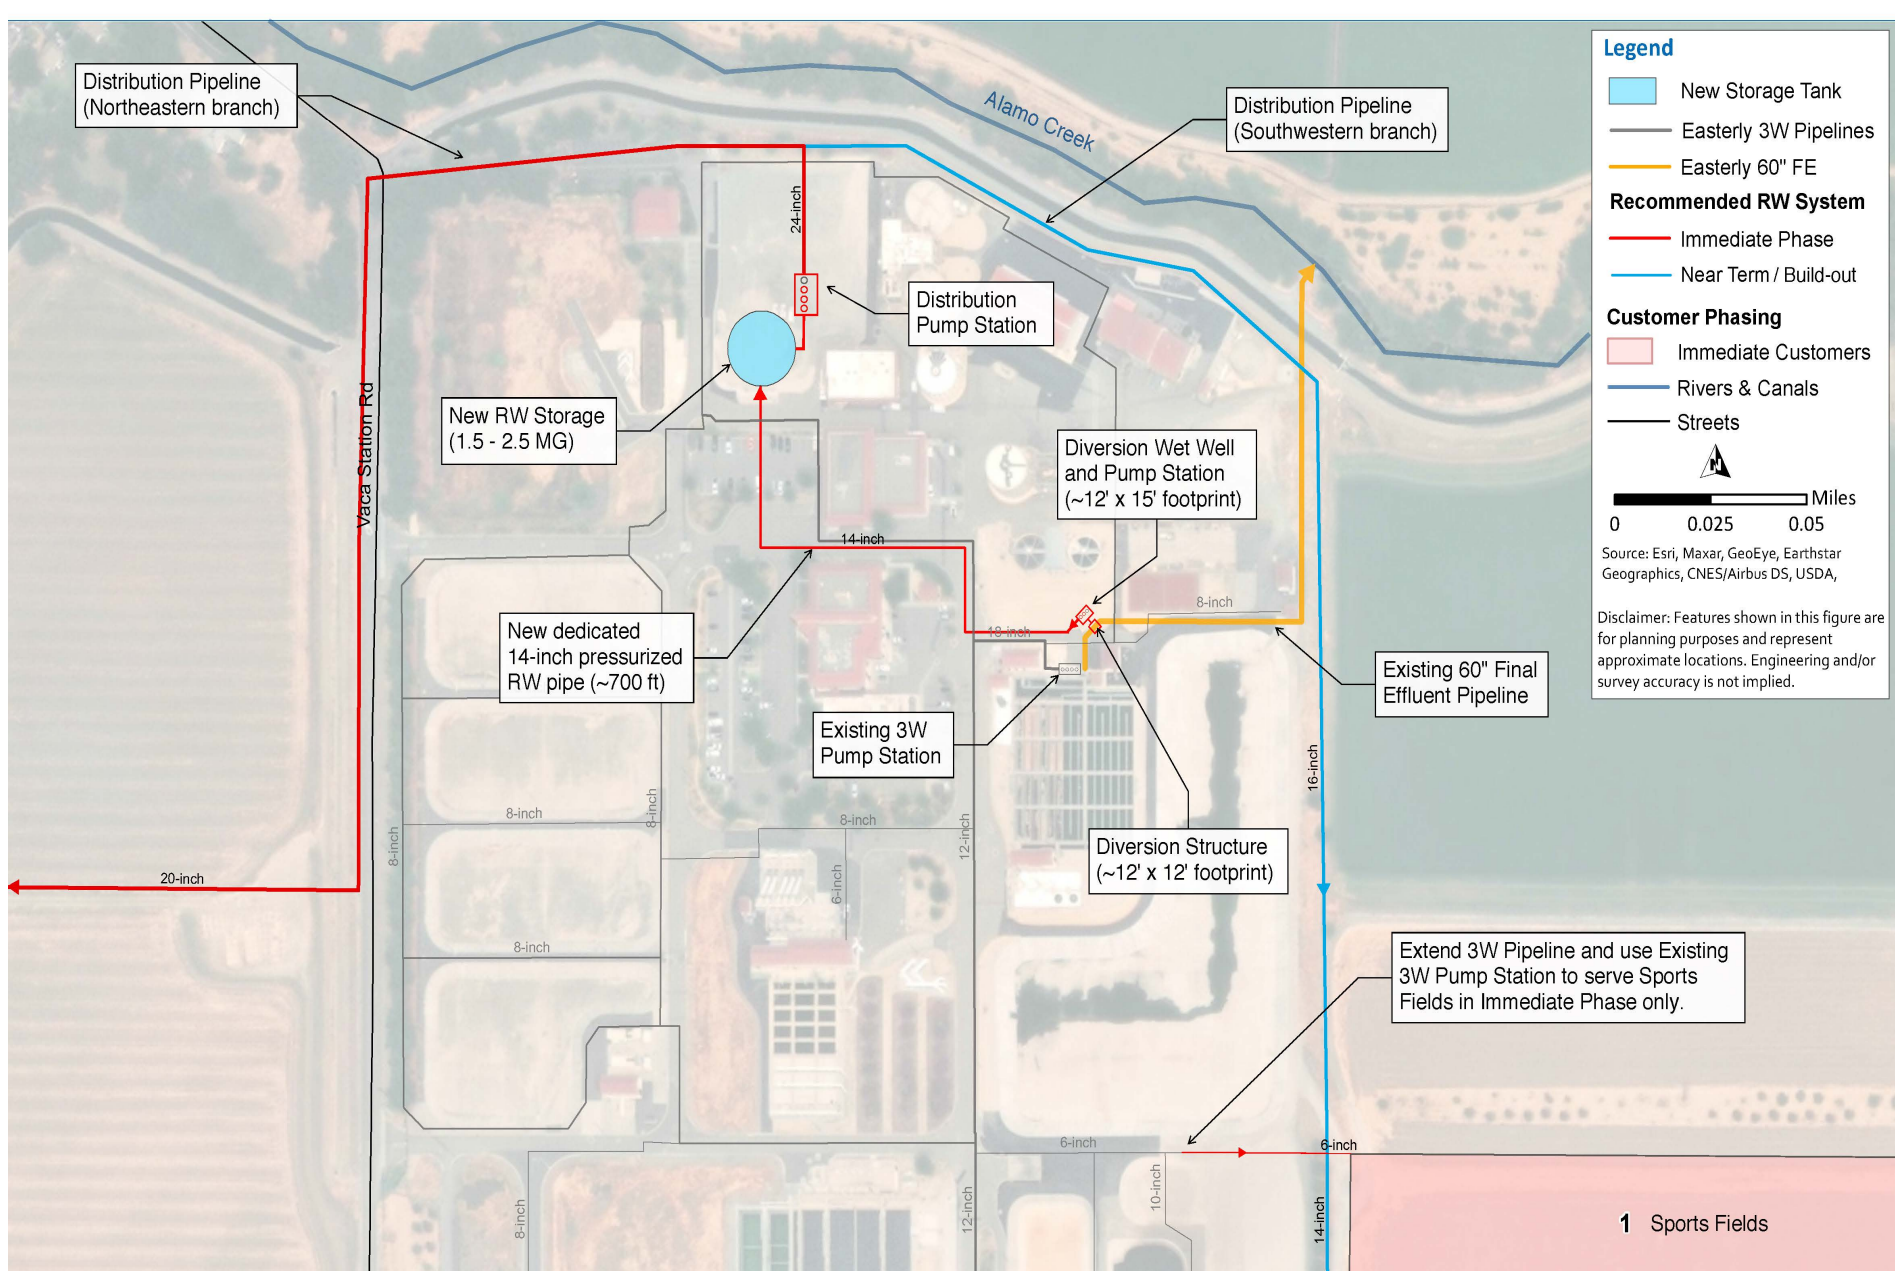 Distribution Pipeline
(Northeastern branch)
Alamo Creek
Distribution Pipeline
(Southwestern branch)
24-inch
Distribution
Pump Station
New RW Storage
(1.5 - 2.5 MG)
Vaca Station Rd
Diversion Wet Well
and Pump Station
(~12' x 15' footprint)
14-inch
8-inch
18-inch
New dedicated
14-inch pressurized
RW pipe (~700 ft)
Existing 60" Final
Effluent Pipeline
Existing 3W
Pump Station
16-inch
8-inch
8-inch
8-inch
8-inch
12-inch
Diversion Structure
(~12' x 12' footprint)
6-inch
20-inch
8-inch
Extend 3W Pipeline and use Existing
3W Pump Station to serve Sports
Fields in Immediate Phase only.
6-inch
6-inch
10-inch
8-inch
12-inch
14-inch
1 Sports Fields
Legend
New Storage Tank
Easterly 3W Pipelines
Easterly 60" FE
Recommended RW System
Immediate Phase
Near Term / Build-out
Customer Phasing
Immediate Customers
Rivers & Canals
Streets
N
Miles
0 0.025 0.05
Source: Esri, Maxar, GeoEye, Earthstar
Geographics, CNES/Airbus DS, USDA,
Disclaimer: Features shown in this figure are
for planning purposes and represent
approximate locations. Engineering and/or
survey accuracy is not implied.